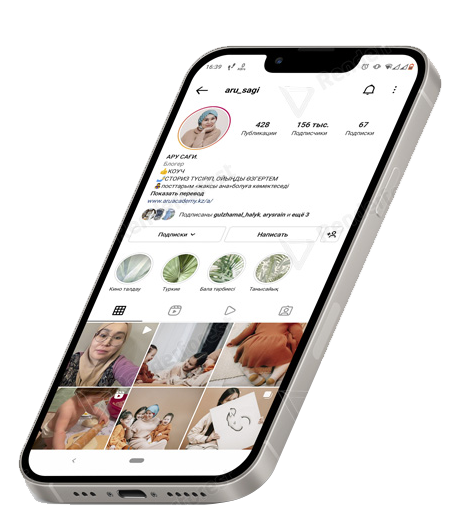 16:39
aru_sagi
428
156 тыс.
67
Публикации
Подписчики
Подписки
АРУ САҒИ.
Блогер
КОУЧ
СТОРИЗ ТҮСІРІП, ОЙЫҢДЫ ӨЗГЕРТЕМ
посттарым «жақсы ана»болуға көмектеседі
Показать перевод
www.aruacademy.kz/a/
Подписаны gulzhamal_halyk, arysrain и ещё 3
Подписки
Написать
Кино талдау
Түркия
Бала тәрбиесі
Танысайық